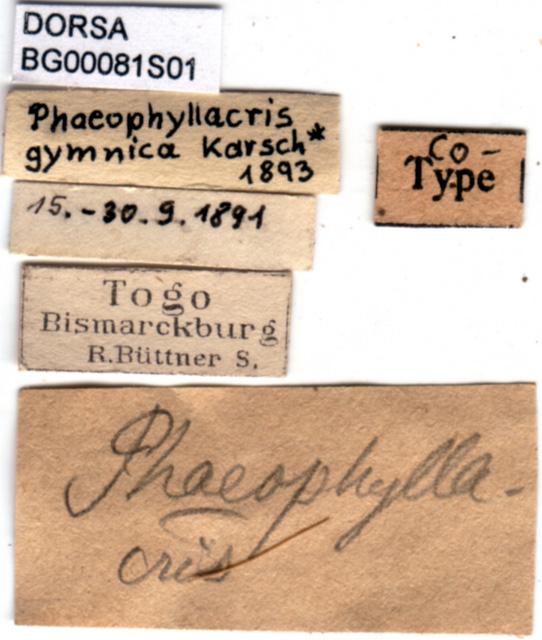 DORSA
BG00081S01
Phaeophyllacris
gymnica Karsch*
1893
15.-30.9.1891
Togo
Bismarckburg
R.Büttner S.
Co-
Type
Phaeophylla-
cris